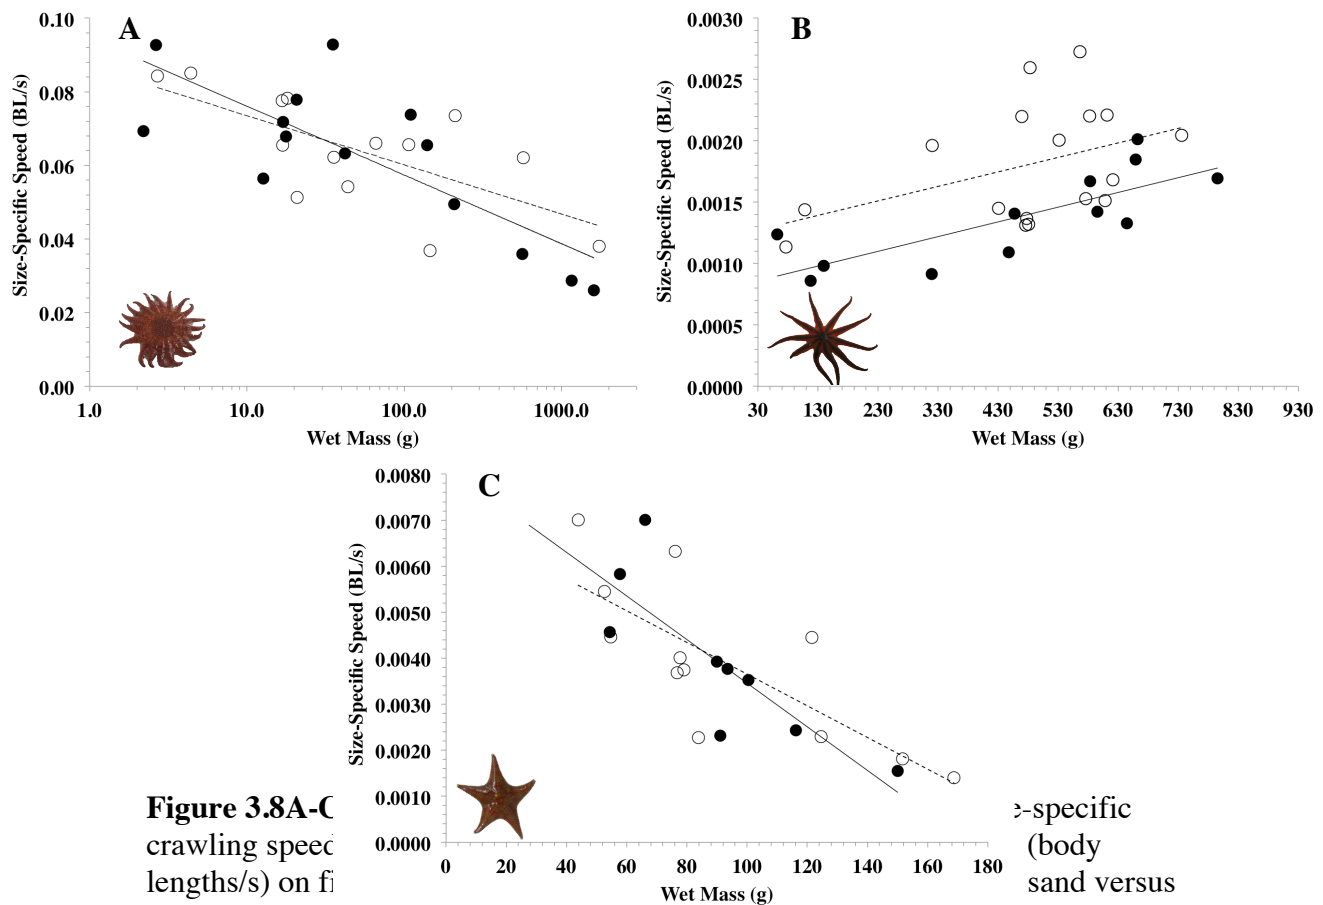 A
0.10
0.08
0.06
0.04
0.02
0.00
Size-Specific Speed (BL/s)
1.0 10.0 100.0 1000.0
Wet Mass (g)
B
0.0030
0.0025
0.0020
0.0015
0.0010
0.0005
0.0000
Size-Specific Speed (BL/s)
30 130 230 330 430 530 630 730 830 930
Wet Mass (g)
C
0.0080
0.0070
0.0060
0.0050
0.0040
0.0030
0.0020
0.0010
0.0000
Size-Specific Speed (BL/s)
0 20 40 60 80 100 120 140 160 180
Wet Mass (g)
Figure 3.8A- -specific
crawling (body
lengths/s) on sand versus